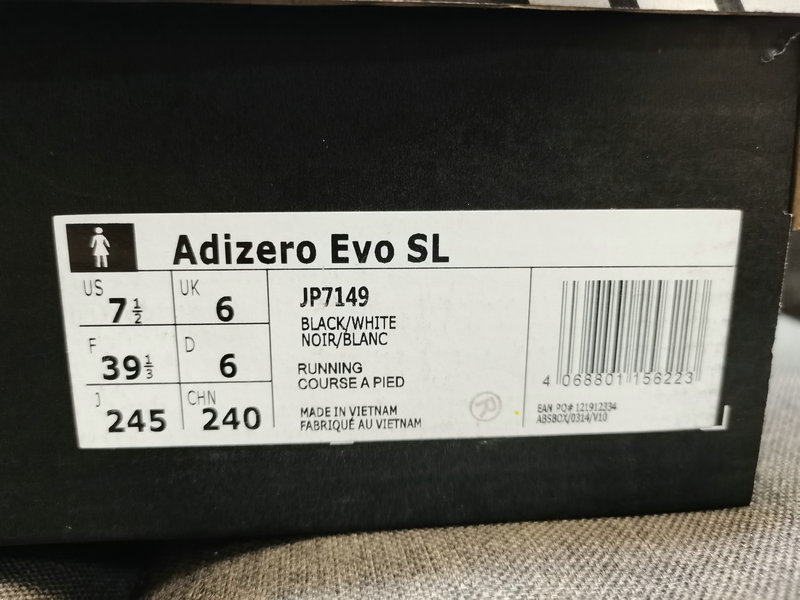 Adizero Evo SL
US 7 1/2 UK 6
F 39 1/3 D 6
J 245 CHN 240
JP7149
BLACK/WHITE
NOIR/BLANC
RUNNING
COURSE A PIED
MADE IN VIETNAM
FABRIQUÉ AU VIETNAM
R
4 068801 156223
EAN PO# 121912334
ABSBOX/0314/V10